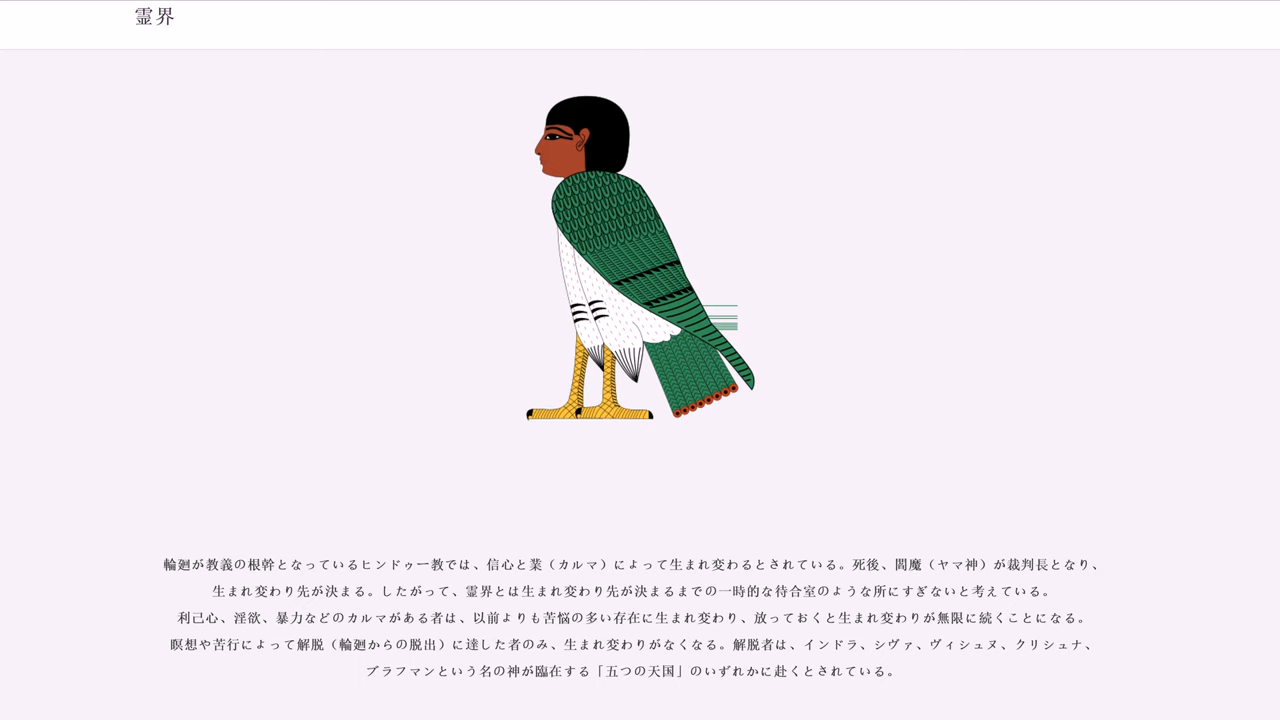 霊界
輪廻が教義の根幹となっているヒンドゥー教では、信心と業（カルマ）によって生まれ変わるとされている。死後、閻魔（ヤマ神）が裁判長となり、
生まれ変わり先が決まる。したがって、霊界とは生まれ変わり先が決まるまでの一時的な待合室のような所にすぎないと考えている。
利己心、淫欲、暴力などのカルマがある者は、以前よりも苦悩の多い存在に生まれ変わり、放っておくと生まれ変わりが無限に続くことになる。
瞑想や苦行によって解脱（輪廻からの脱出）に達した者のみ、生まれ変わりがなくなる。解脱者は、インドラ、シヴァ、ヴィシュヌ、クリシュナ、
ブラフマンという名の神が臨在する「五つの天国」のいずれかに赴くとされている。